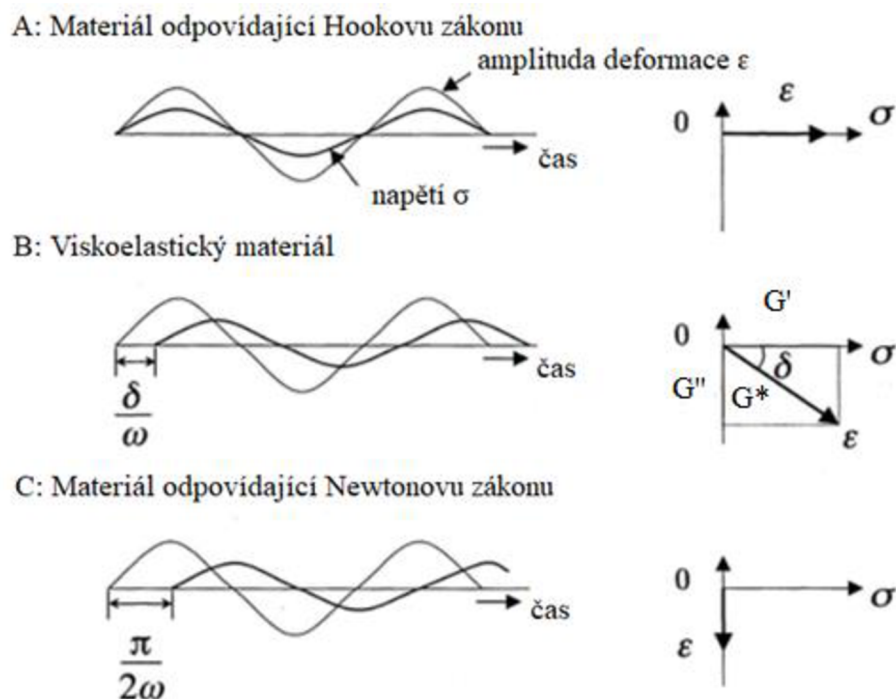 A: Materiál odpovídající Hookovu zákonu
amplituda deformace ε
čas
napětí σ
0
ε
σ
B: Viskoelastický materiál
čas
δ
ω
0
G'
σ
δ
G"
G*
ε
C: Materiál odpovídající Newtonovu zákonu
čas
π
2ω
0
σ
ε